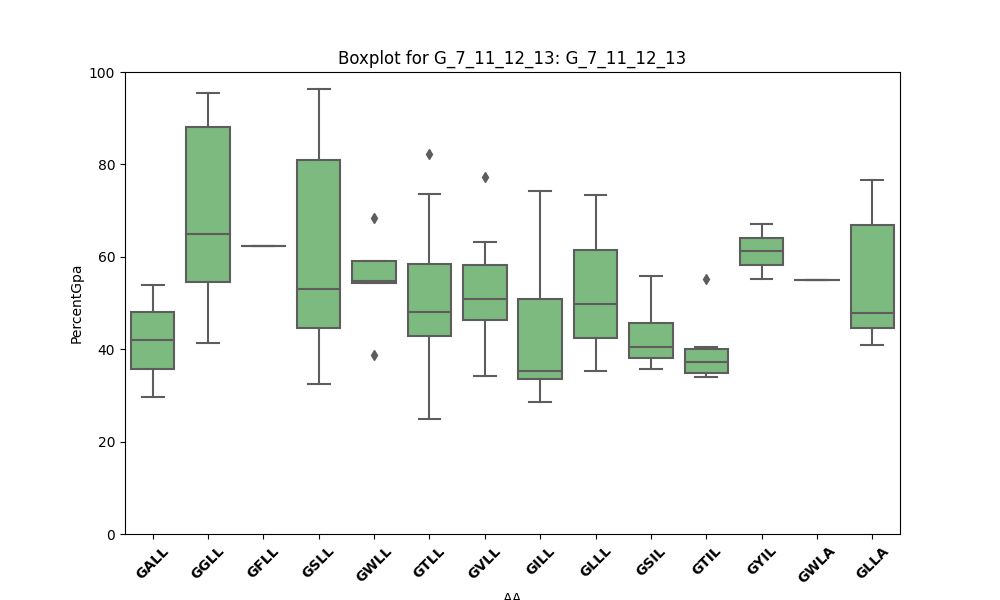 Boxplot for G_7_11_12_13: G_7_11_12_13
100
80
60
40
20
0
PercentGpa
GALL GGLL GFLL GSLL GWLL GTLL GVLL GILL GLLL GSIL GTIL GYIL GWLA GLLA
AA